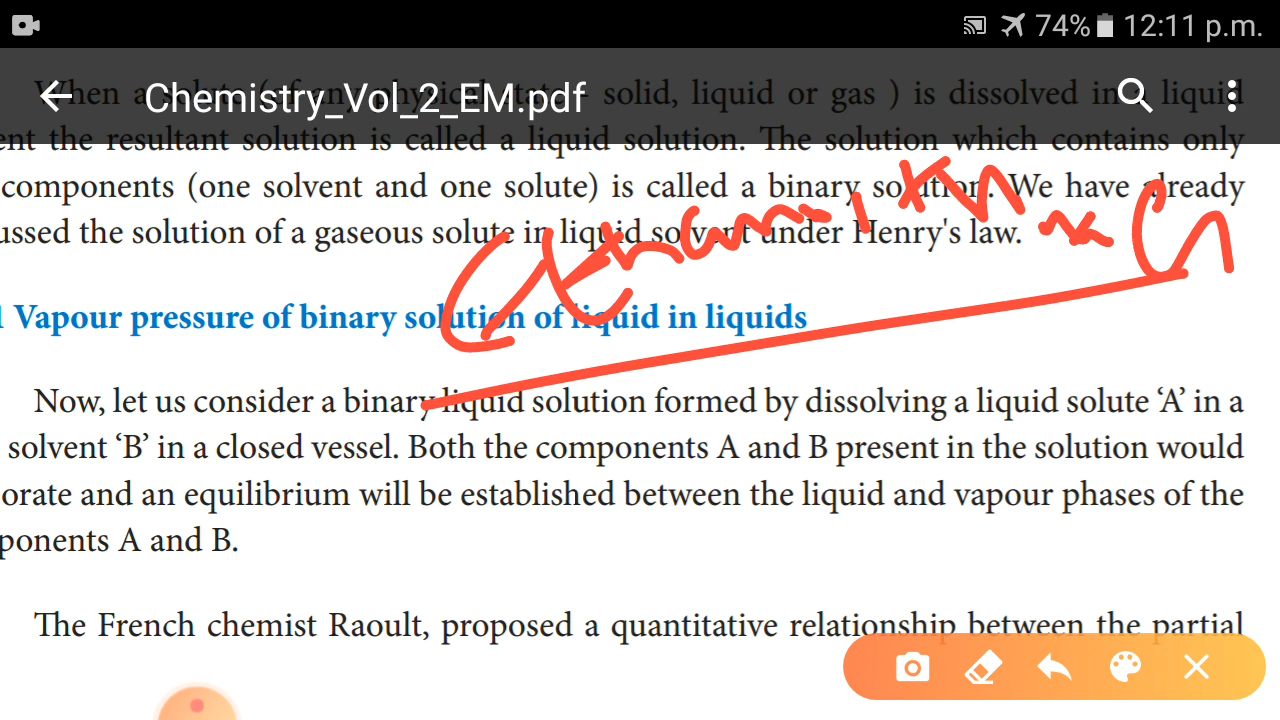 74% 12:11 p.m.
Chemistry_Vol_2_EM.pdf
When a solute ( of any physical state - solid, liquid or gas ) is dissolved in a liquid
ent the resultant solution is called a liquid solution. The solution which contains only
components (one solvent and one solute) is called a binary solution. We have already
ussed the solution of a gaseous solute in liquid solvent under Henry's law.
Vapour pressure of binary solution of liquid in liquids
Now, let us consider a binary liquid solution formed by dissolving a liquid solute ‘A’ in a
solvent ‘B’ in a closed vessel. Both the components A and B present in the solution would
orate and an equilibrium will be established between the liquid and vapour phases of the
ponents A and B.
The French chemist Raoult, proposed a quantitative relationship between the partial